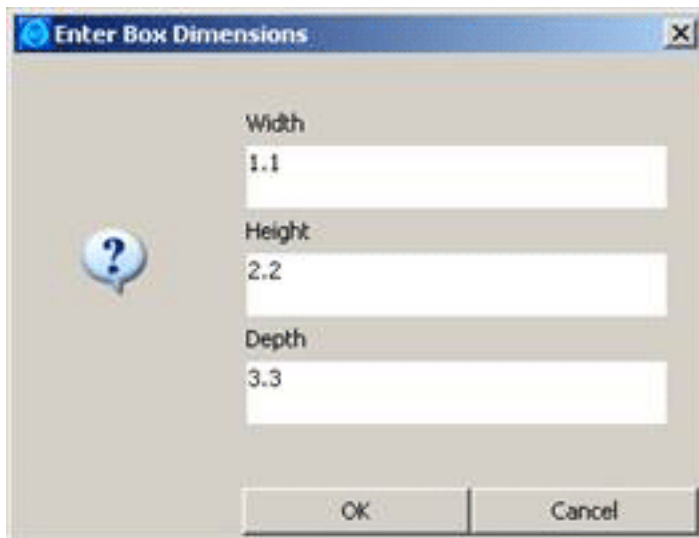 Enter Box Dimensions
Width
1.1
Height
2.2
Depth
3.3
OK Cancel